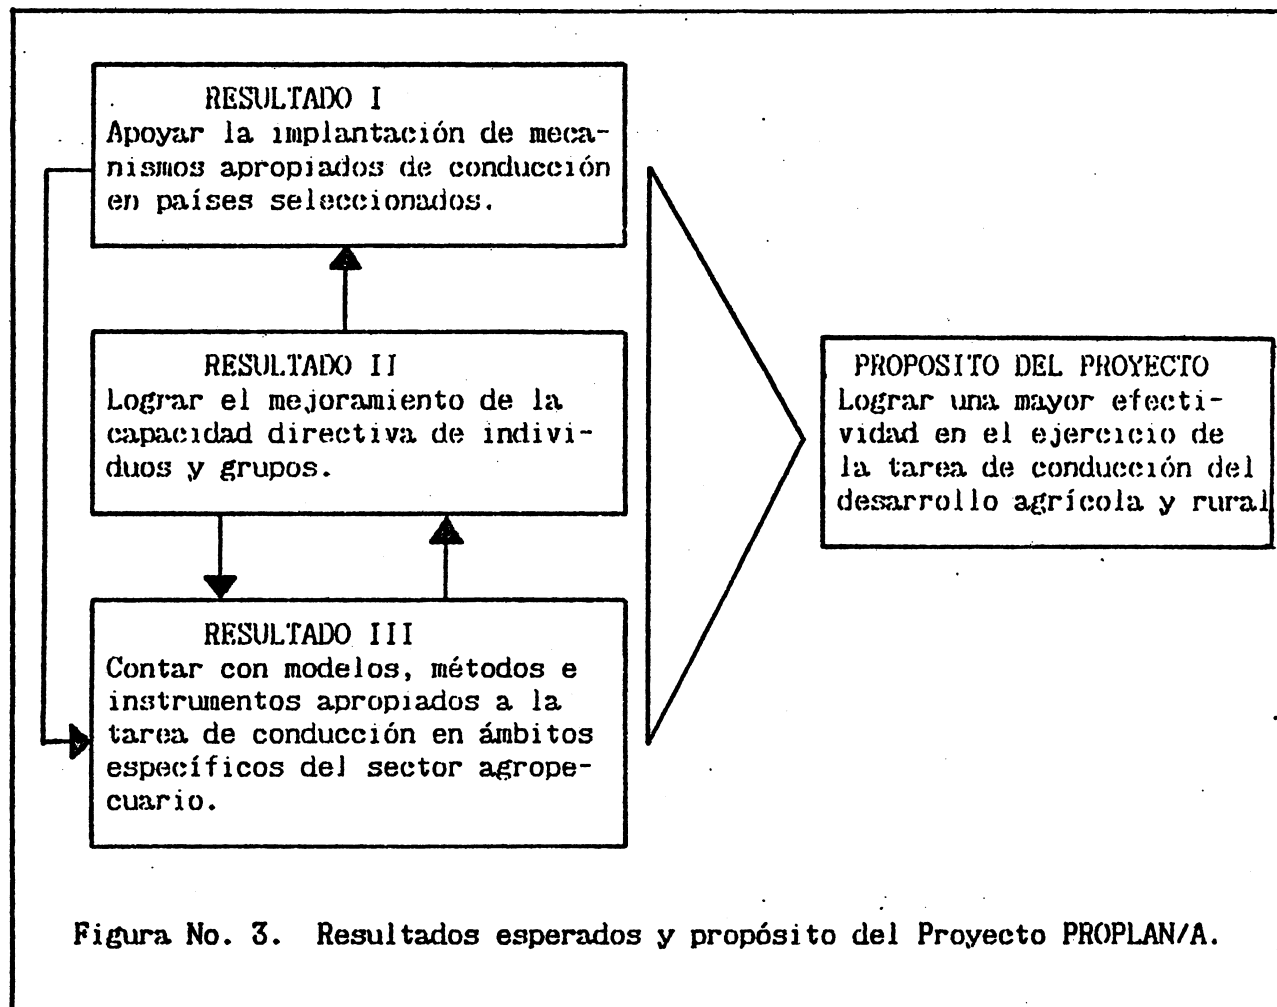 RESULTADO I
Apoyar la implantación de meca-
nismos apropiados de conducción
en países seleccionados.
RESULTADO II
Lograr el mejoramiento de la
capacidad directiva de indivi-
duos y grupos.
RESULTADO III
Contar con modelos, métodos e
instrumentos apropiados a la
tarea de conducción en ámbitos
específicos del sector agrope-
cuario.
PROPOSITO DEL PROYECTO
Lograr una mayor efecti-
vidad en el ejercicio de
la tarea de conducción del
desarrollo agrícola y rural
Figura No. 3. Resultados esperados y propósito del Proyecto PROPLAN/A.